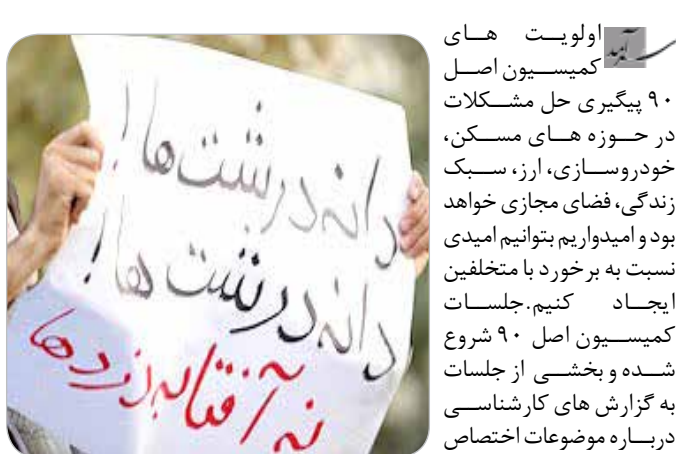 سرآمد
اولویت های
کمیسیون اصل
۹۰ پیگیری حل مشکلات
در حوزه های مسکن،
خودروسازی، ارز، سبک
زندگی، فضای مجازی خواهد
بود و امیدواریم بتوانیم امیدی
نسبت به برخورد با متخلفین
ایجاد کنیم. جلسات
کمیسیون اصل ۹۰ شروع
شده و بخشی از جلسات
به گزارش های کارشناسی
درباره موضوعات اختصاص
دانه درشت ها!
دانه درشت ها!
نه آفتابه دزدها